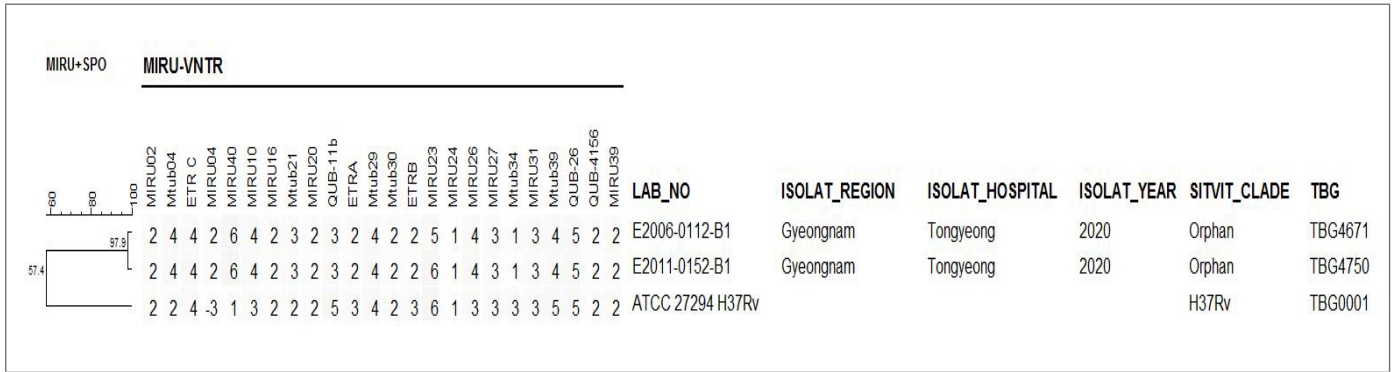 MIRU+SPO MIRU-VNTR
MIRU02 Mtub04 ETR C MIRU04 MIRU40 MIRU10 MIRU16 Mtub21 MIRU20 QUB-11b ETRA Mtub29 Mtub30 ETRB MIRU23 MIRU24 MIRU26 MIRU27 Mtub34 MIRU31 Mtub39 QUB-26 QUB-4156 MIRU39
60 80 100 LAB_NO ISOLAT_REGION ISOLAT_HOSPITAL ISOLAT_YEAR SITVIT_CLADE TBG
97.9 2 4 4 2 6 4 2 3 2 3 2 4 2 2 5 1 4 3 1 3 4 5 2 2 E2006-0112-B1 Gyeongnam Tongyeong 2020 Orphan TBG4671
57.4 2 4 4 2 6 4 2 3 2 3 2 4 2 2 6 1 4 3 1 3 4 5 2 2 E2011-0152-B1 Gyeongnam Tongyeong 2020 Orphan TBG4750
2 2 4 -3 1 3 2 2 2 5 3 4 2 3 6 1 3 3 3 3 5 5 2 2 ATCC 27294 H37Rv H37Rv TBG0001